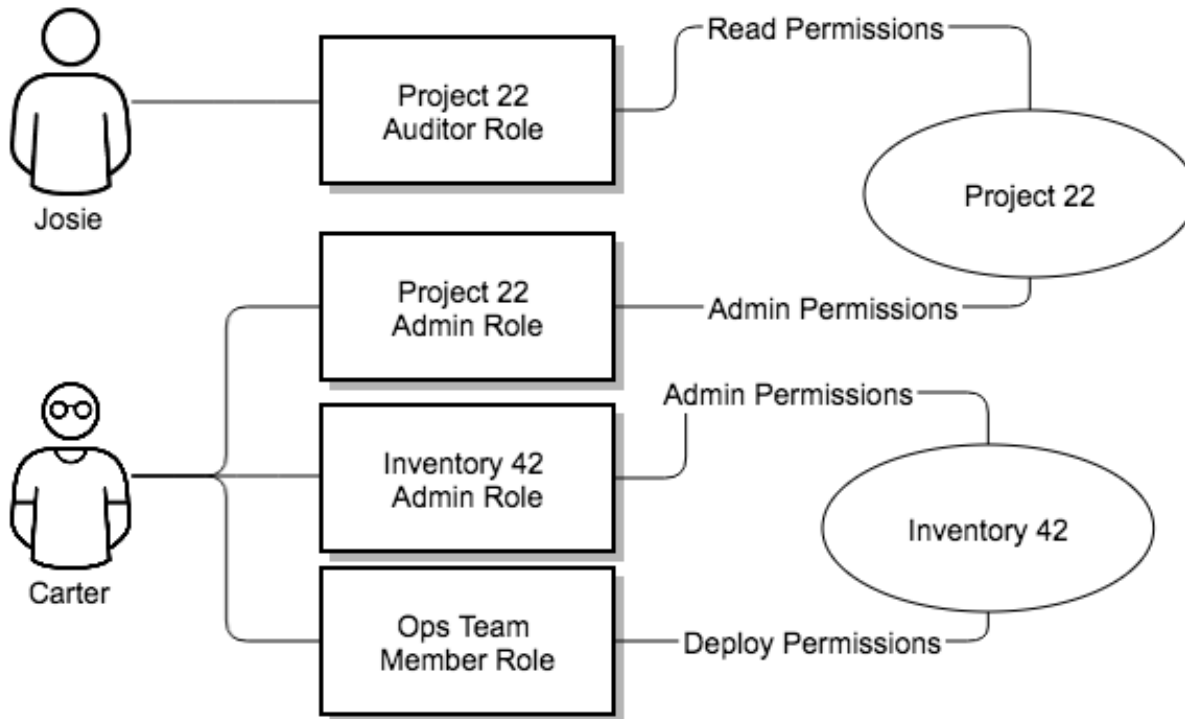 Read Permissions
Project 22
Auditor Role
Josie
Project 22
Project 22
Admin Role
Admin Permissions
Admin Permissions
Inventory 42
Admin Role
Inventory 42
Carter
Ops Team
Member Role
Deploy Permissions